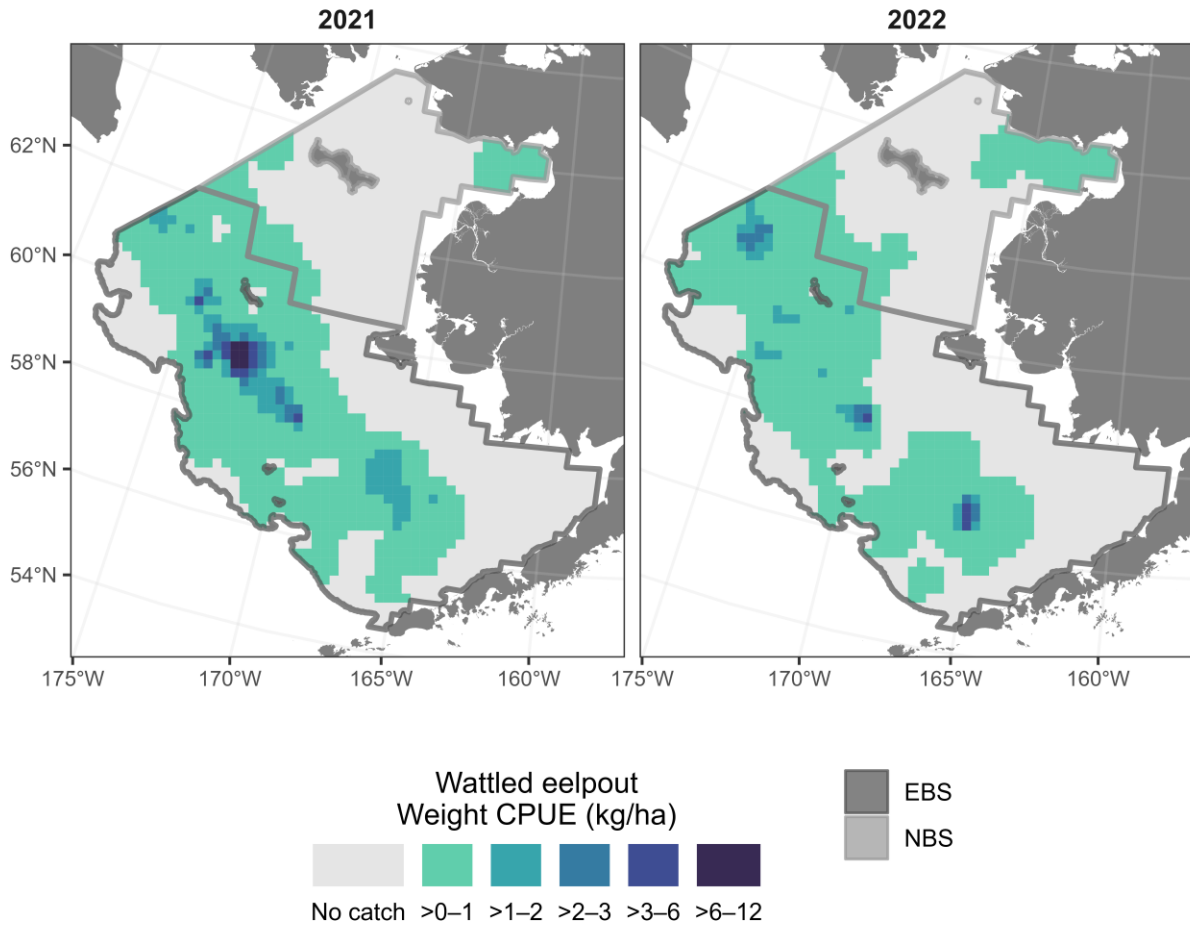 2021
2022
62°N
60°N
58°N
56°N
54°N
175°W
170°W
165°W
160°W
175°W
170°W
165°W
160°W
Wattled eelpout
Weight CPUE (kg/ha)
No catch
>0–1
>1–2
>2–3
>3–6
>6–12
EBS
NBS